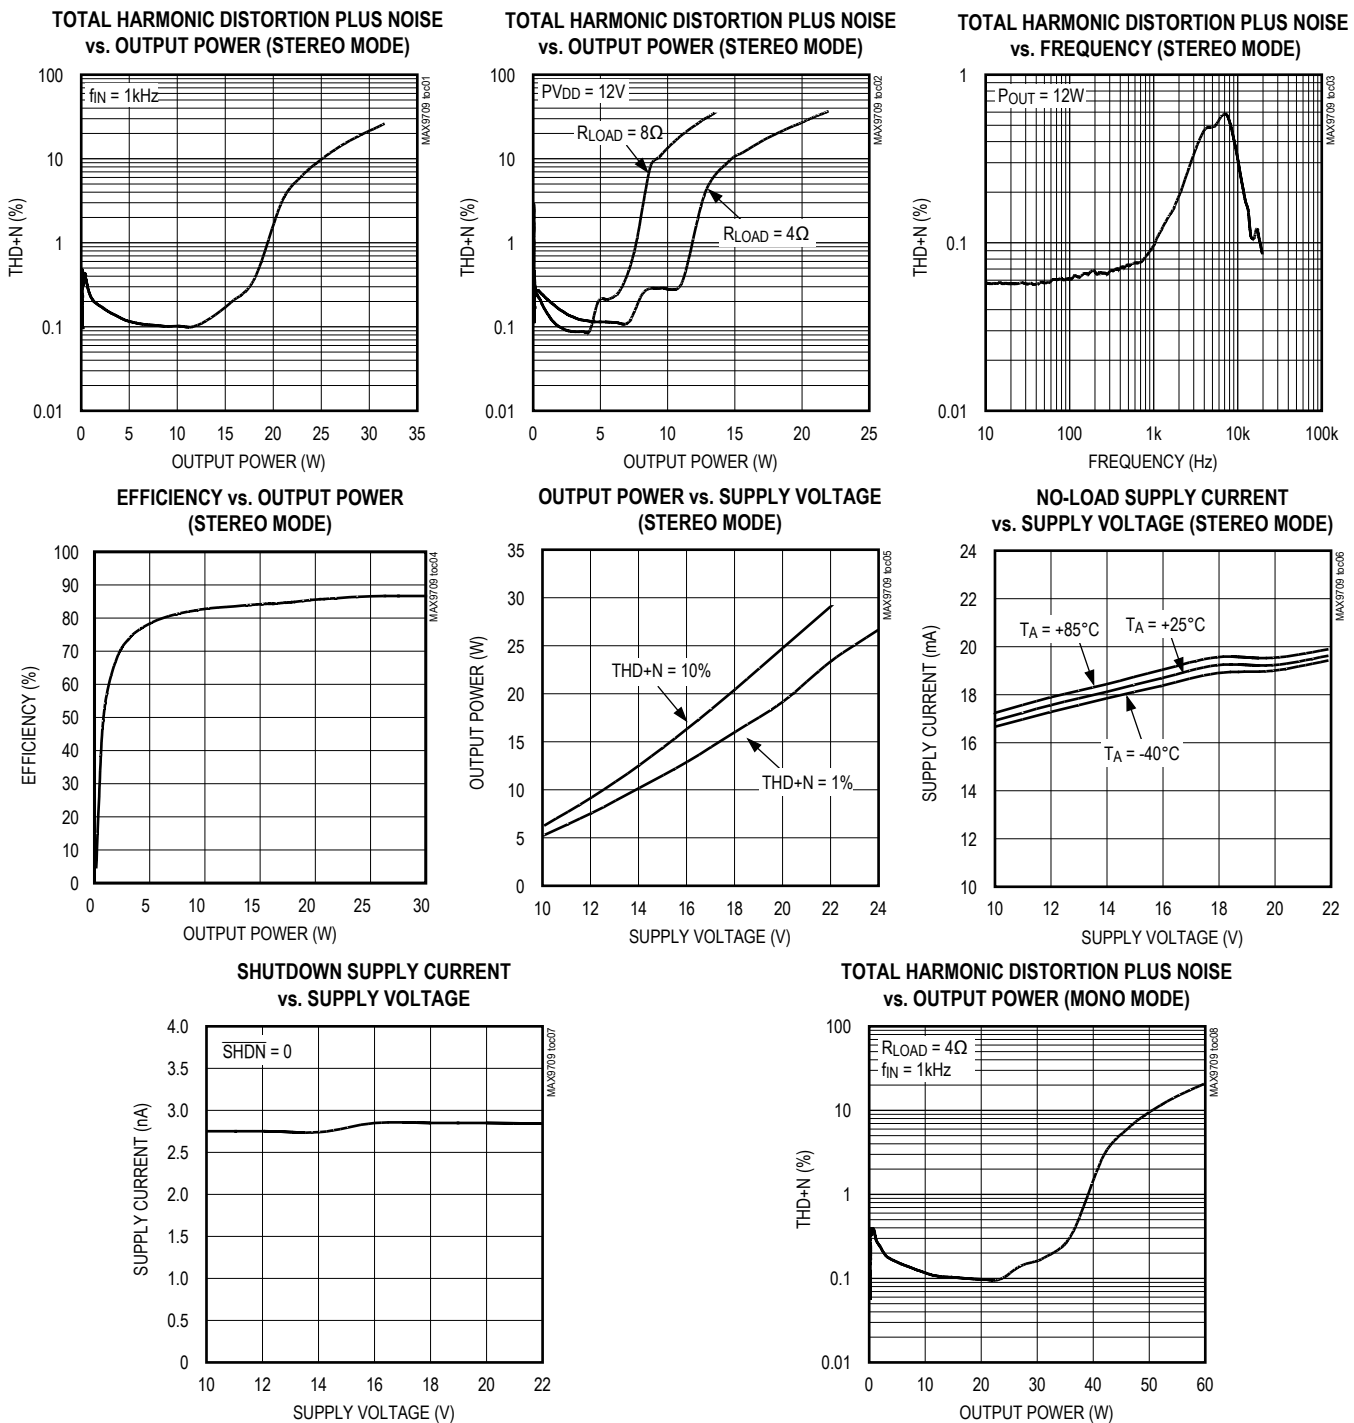 TOTAL HARMONIC DISTORTION PLUS NOISE
vs. OUTPUT POWER (STEREO MODE)
100
10
1
0.1
0.01
THD+N (%)
fIN = 1kHz
MAX9709 toc01
0 5 10 15 20 25 30 35
OUTPUT POWER (W)
TOTAL HARMONIC DISTORTION PLUS NOISE
vs. OUTPUT POWER (STEREO MODE)
100
10
1
0.1
0.01
THD+N (%)
PVDD = 12V
RLOAD = 8Ω
RLOAD = 4Ω
MAX9709 toc02
0 5 10 15 20 25
OUTPUT POWER (W)
TOTAL HARMONIC DISTORTION PLUS NOISE
vs. FREQUENCY (STEREO MODE)
1
0.1
0.01
THD+N (%)
POUT = 12W
MAX9709 toc03
10 100 1k 10k 100k
FREQUENCY (Hz)
EFFICIENCY vs. OUTPUT POWER
(STEREO MODE)
100
90
80
70
60
50
40
30
20
10
0
EFFICIENCY (%)
MAX9709 toc04
0 5 10 15 20 25 30
OUTPUT POWER (W)
OUTPUT POWER vs. SUPPLY VOLTAGE
(STEREO MODE)
35
30
25
20
15
10
5
0
OUTPUT POWER (W)
THD+N = 10%
THD+N = 1%
MAX9709 toc05
10 12 14 16 18 20 22 24
SUPPLY VOLTAGE (V)
NO-LOAD SUPPLY CURRENT
vs. SUPPLY VOLTAGE (STEREO MODE)
24
22
20
18
16
14
12
10
SUPPLY CURRENT (mA)
TA = +85°C
TA = +25°C
TA = -40°C
MAX9709 toc06
10 12 14 16 18 20 22
SUPPLY VOLTAGE (V)
SHUTDOWN SUPPLY CURRENT
vs. SUPPLY VOLTAGE
4.0
3.5
3.0
2.5
2.0
1.5
1.0
0.5
0
SUPPLY CURRENT (nA)
SHDN = 0
MAX9709 toc07
10 12 14 16 18 20 22
SUPPLY VOLTAGE (V)
TOTAL HARMONIC DISTORTION PLUS NOISE
vs. OUTPUT POWER (MONO MODE)
100
10
1
0.1
0.01
THD+N (%)
RLOAD = 4Ω
fIN = 1kHz
MAX9709 toc08
0 10 20 30 40 50 60
OUTPUT POWER (W)